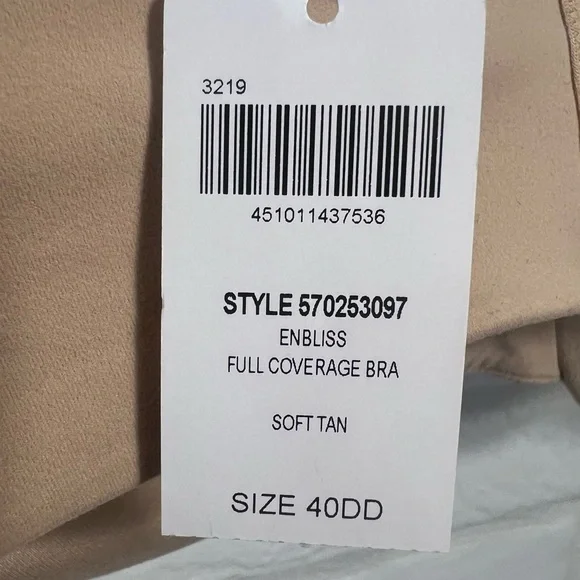 3219
451011437536
STYLE 570253097
ENBLISS
FULL COVERAGE BRA
SOFT TAN
SIZE 40DD